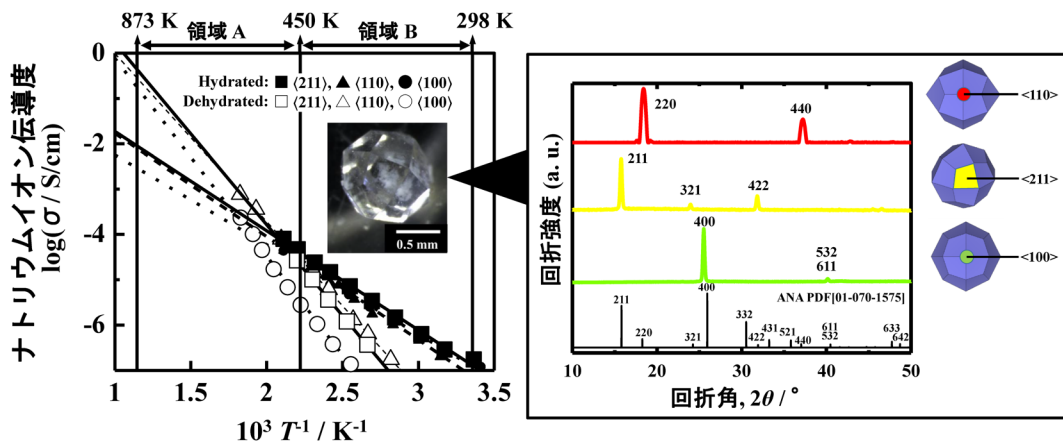 873 K
450 K
298 K
領域 A
領域 B
ナトリウムイオン伝導度
log(σ / S/cm)
0
-2
-4
-6
Hydrated: ■ ⟨211⟩, ▲ ⟨110⟩, ● ⟨100⟩
Dehydrated: □ ⟨211⟩, △ ⟨110⟩, ○ ⟨100⟩
0.5 mm
1
1.5
2
2.5
3
3.5
10³ T⁻¹ / K⁻¹
回折強度 (a. u.)
220
440
<110>
211
321
422
<211>
400
532
611
<100>
ANA PDF[01-070-1575]
211
220
321
400
332
422
431
521
440
611
532
633
642
10
20
30
40
50
回折角, 2θ / °